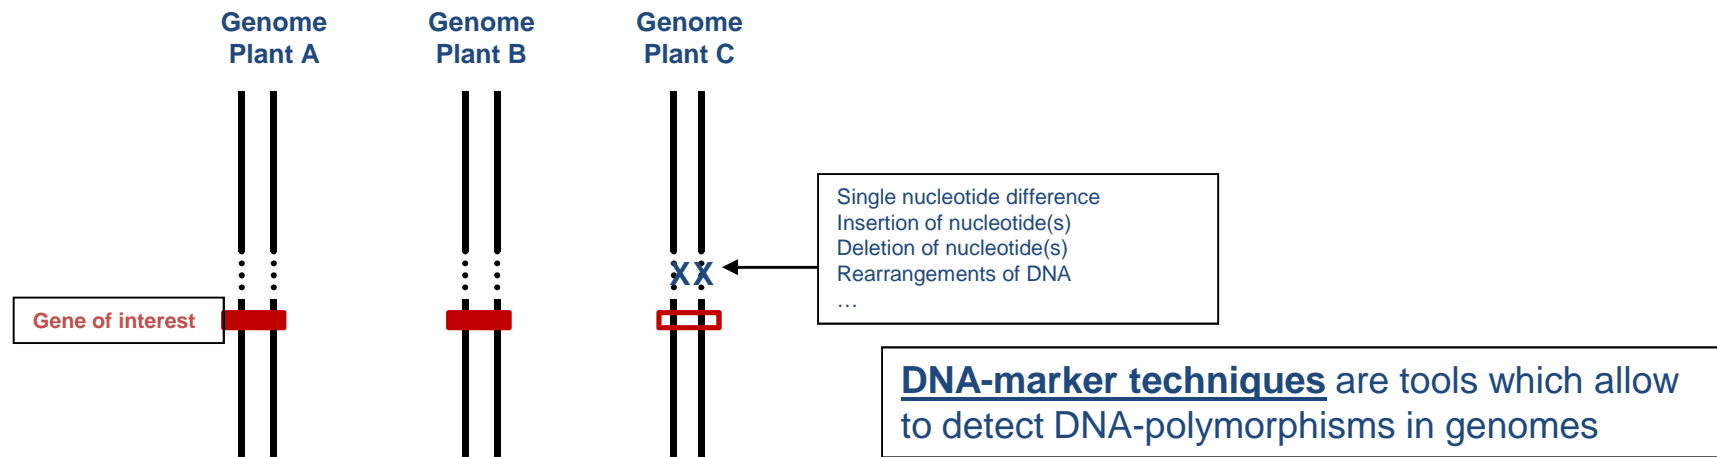 Genome
Plant A
Genome
Plant B
Genome
Plant C
Single nucleotide difference
Insertion of nucleotide(s)
Deletion of nucleotide(s)
Rearrangements of DNA
…
XX
Gene of interest
DNA-marker techniques are tools which allow
to detect DNA-polymorphisms in genomes